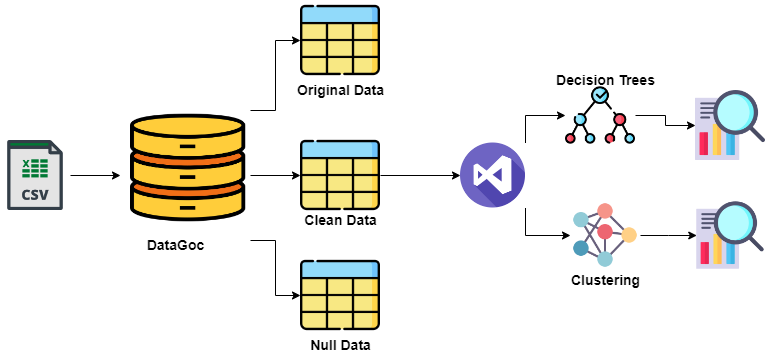 Original Data
Decision Trees
X
CSV
Clean Data
DataGoc
Clustering
Null Data